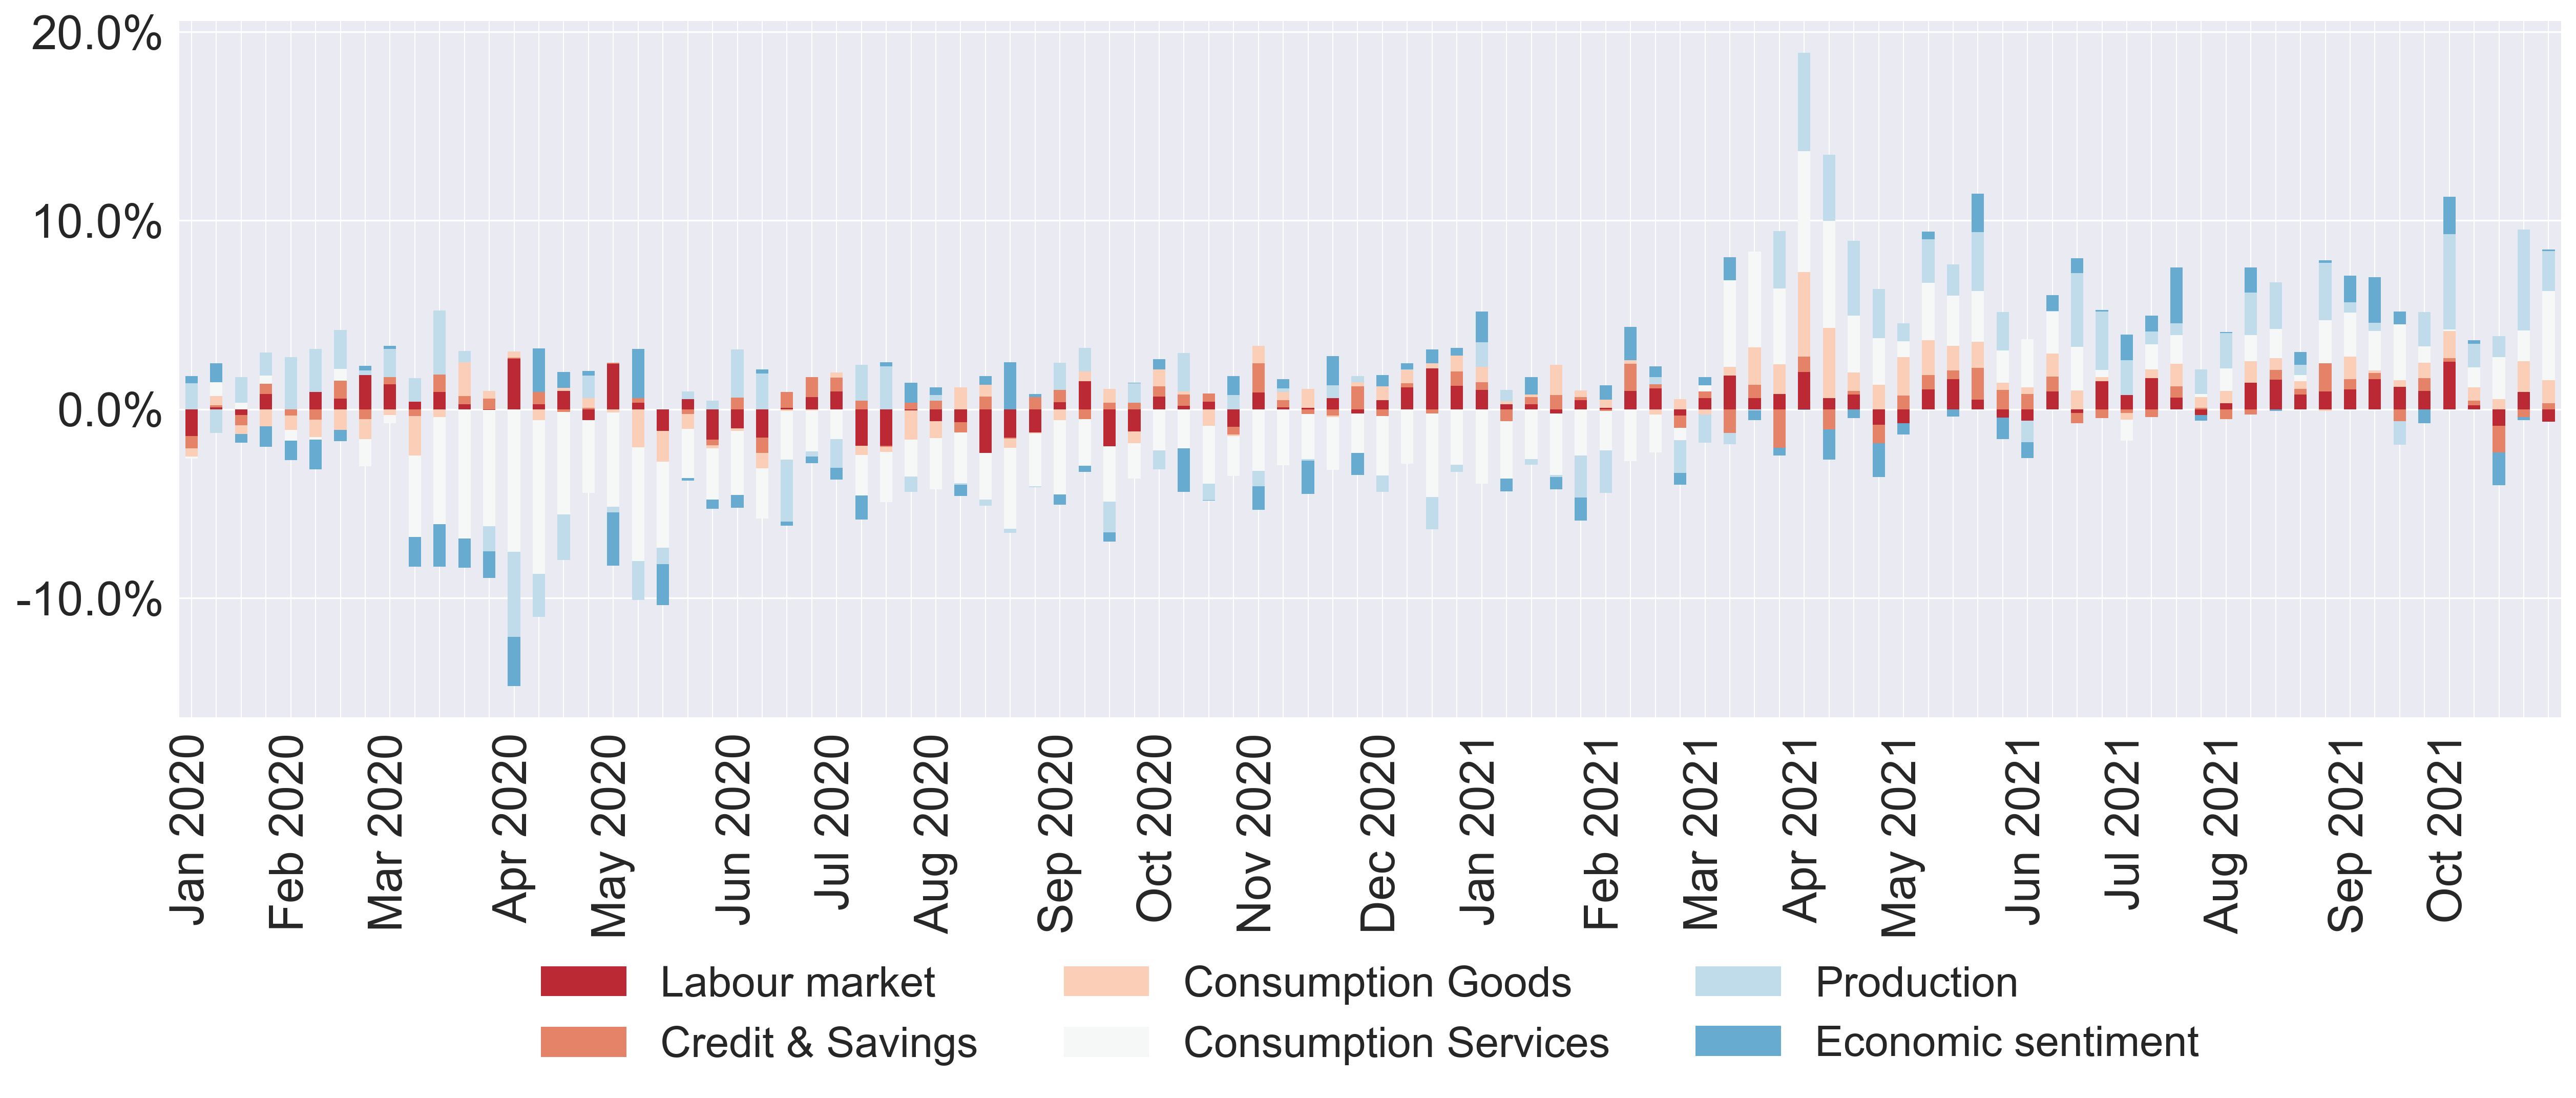 20.0%
10.0%
0.0%
-10.0%
Jan 2020
Feb 2020
Mar 2020
Apr 2020
May 2020
Jun 2020
Jul 2020
Aug 2020
Sep 2020
Oct 2020
Nov 2020
Dec 2020
Jan 2021
Feb 2021
Mar 2021
Apr 2021
May 2021
Jun 2021
Jul 2021
Aug 2021
Sep 2021
Oct 2021
Labour market
Consumption Goods
Production
Credit & Savings
Consumption Services
Economic sentiment